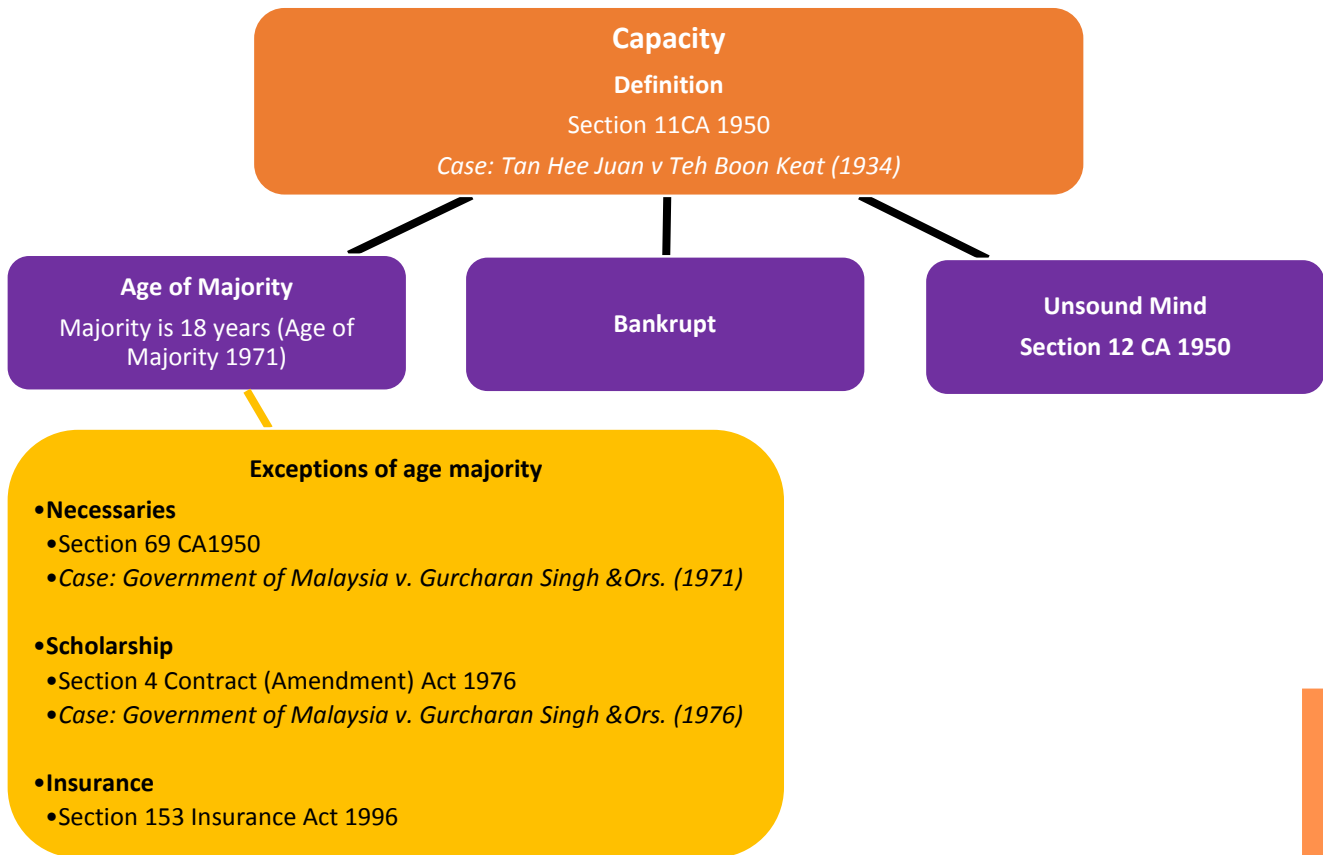 Capacity
Definition
Section 11CA 1950
Case: Tan Hee Juan v Teh Boon Keat (1934)
Age of Majority
Majority is 18 years (Age of
Majority 1971)
Bankrupt
Unsound Mind
Section 12 CA 1950
Exceptions of age majority
•Necessaries
•Section 69 CA1950
•Case: Government of Malaysia v. Gurcharan Singh &Ors. (1971)
•Scholarship
•Section 4 Contract (Amendment) Act 1976
•Case: Government of Malaysia v. Gurcharan Singh &Ors. (1976)
•Insurance
•Section 153 Insurance Act 1996